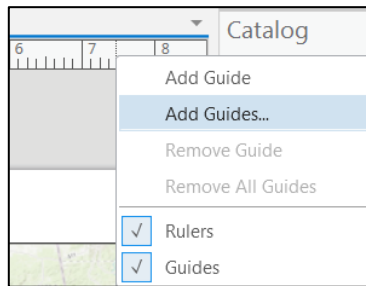 Catalog
6 7 8
Add Guide
Add Guides...
Remove Guide
Remove All Guides
Rulers
Guides